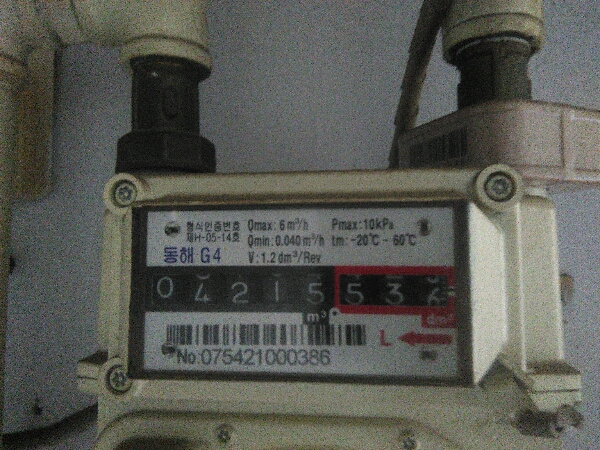 형식인증번호 Qmax: 6 m³/h Pmax: 10kPa
제H-05-14호 Qmin: 0.040 m³/h tm: -20℃ - 60℃
동해 G4 V: 1.2 dm³/Rev
0 4 2 1 5 5 3
m³ dm³
L
No: 075421000386